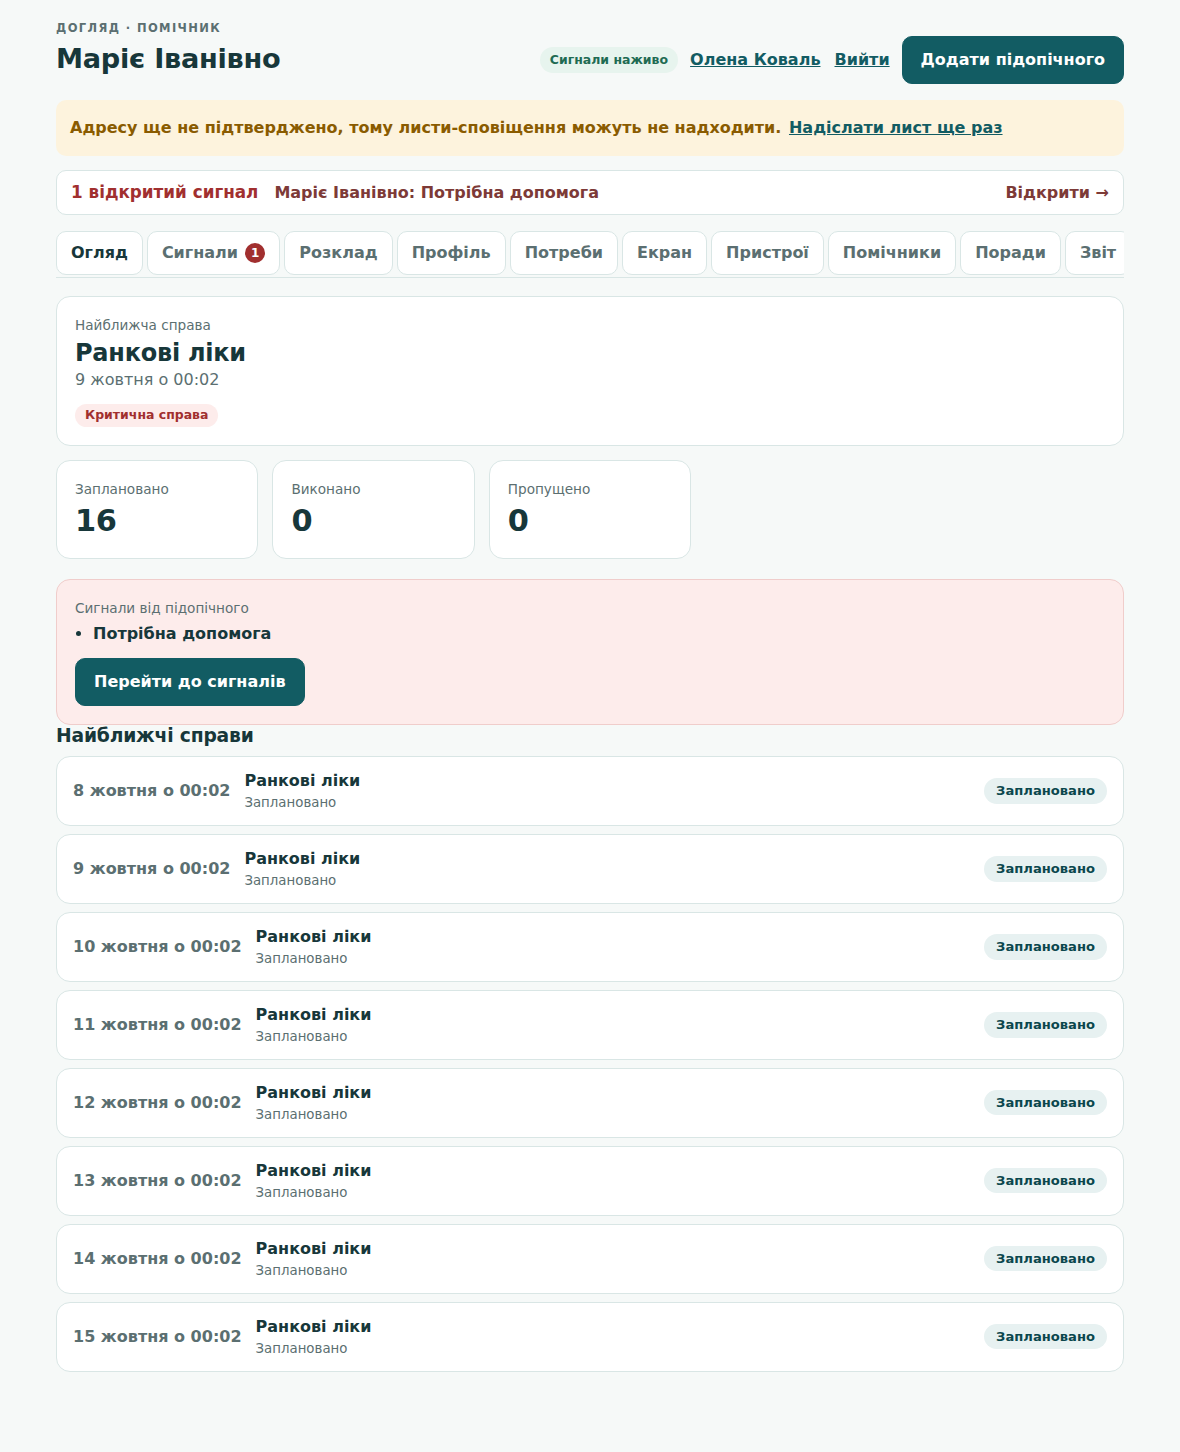 ДОГЛЯД · ПОМІЧНИК
Маріє Іванівно
Сигнали наживо Олена Коваль Вийти Додати підопічного
Адресу ще не підтверджено, тому листи-сповіщення можуть не надходити. Надіслати лист ще раз
1 відкритий сигнал Маріє Іванівно: Потрібна допомога Відкрити →
Огляд Сигнали 1 Розклад Профіль Потреби Екран Пристрої Помічники Поради Звіт
Найближча справа
Ранкові ліки
9 жовтня о 00:02
Критична справа
Заплановано Виконано Пропущено
16 0 0
Сигнали від підопічного
• Потрібна допомога
Перейти до сигналів
Найближчі справи
8 жовтня о 00:02 Ранкові ліки Заплановано
Заплановано
9 жовтня о 00:02 Ранкові ліки Заплановано
Заплановано
10 жовтня о 00:02 Ранкові ліки Заплановано
Заплановано
11 жовтня о 00:02 Ранкові ліки Заплановано
Заплановано
12 жовтня о 00:02 Ранкові ліки Заплановано
Заплановано
13 жовтня о 00:02 Ранкові ліки Заплановано
Заплановано
14 жовтня о 00:02 Ранкові ліки Заплановано
Заплановано
15 жовтня о 00:02 Ранкові ліки Заплановано
Заплановано